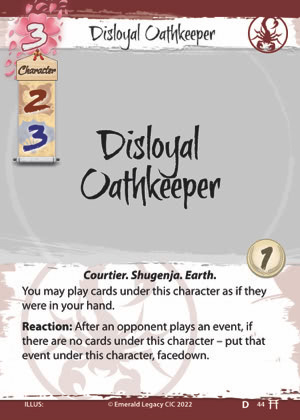 3
Disloyal Oathkeeper
Character
2
3
Disloyal
Oathkeeper
1
Courtier. Shugenja. Earth.
You may play cards under this character as if they
were in your hand.
Reaction: After an opponent plays an event, if
there are no cards under this character – put that
event under this character, facedown.
ILLUS: © Emerald Legacy CIC 2022 D 44